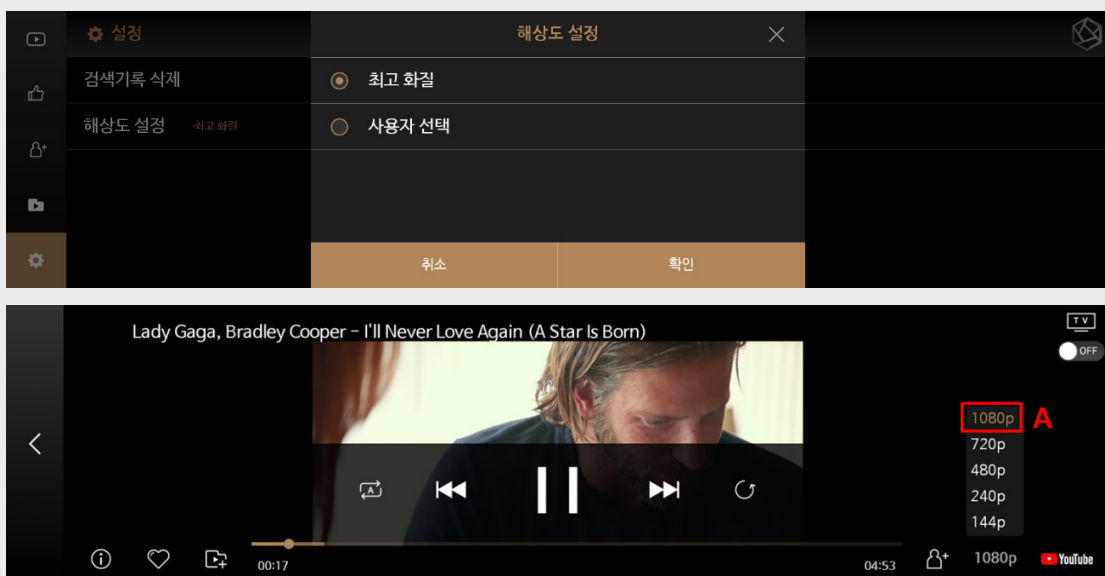 설정
해상도 설정
검색기록 삭제
최고 화질
해상도 설정 최고 화질
사용자 선택
취소
확인
Lady Gaga, Bradley Cooper – I'll Never Love Again (A Star Is Born)
TV
OFF
1080p A
720p
480p
240p
144p
A
00:17
04:53
1080p
YouTube